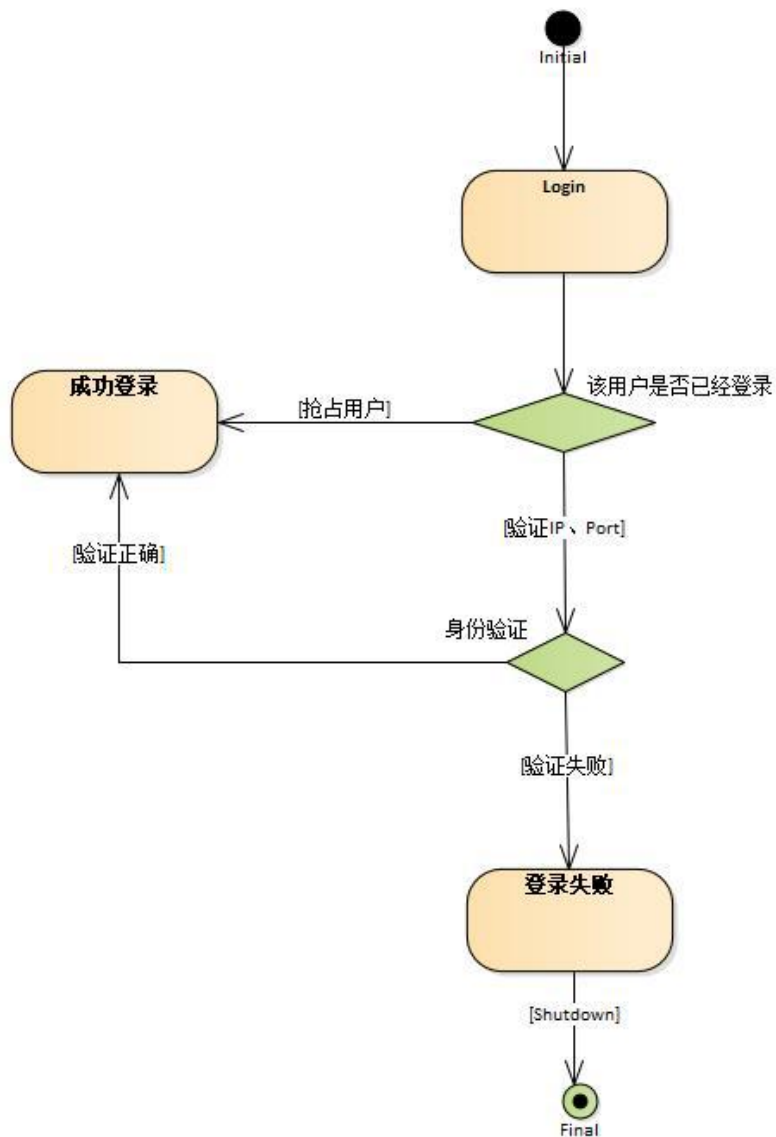 Initial
Login
该用户是否已经登录
成功登录
[抢占用户]
[验证IP、Port]
[验证正确]
身份验证
[验证失败]
登录失败
[Shutdown]
Final